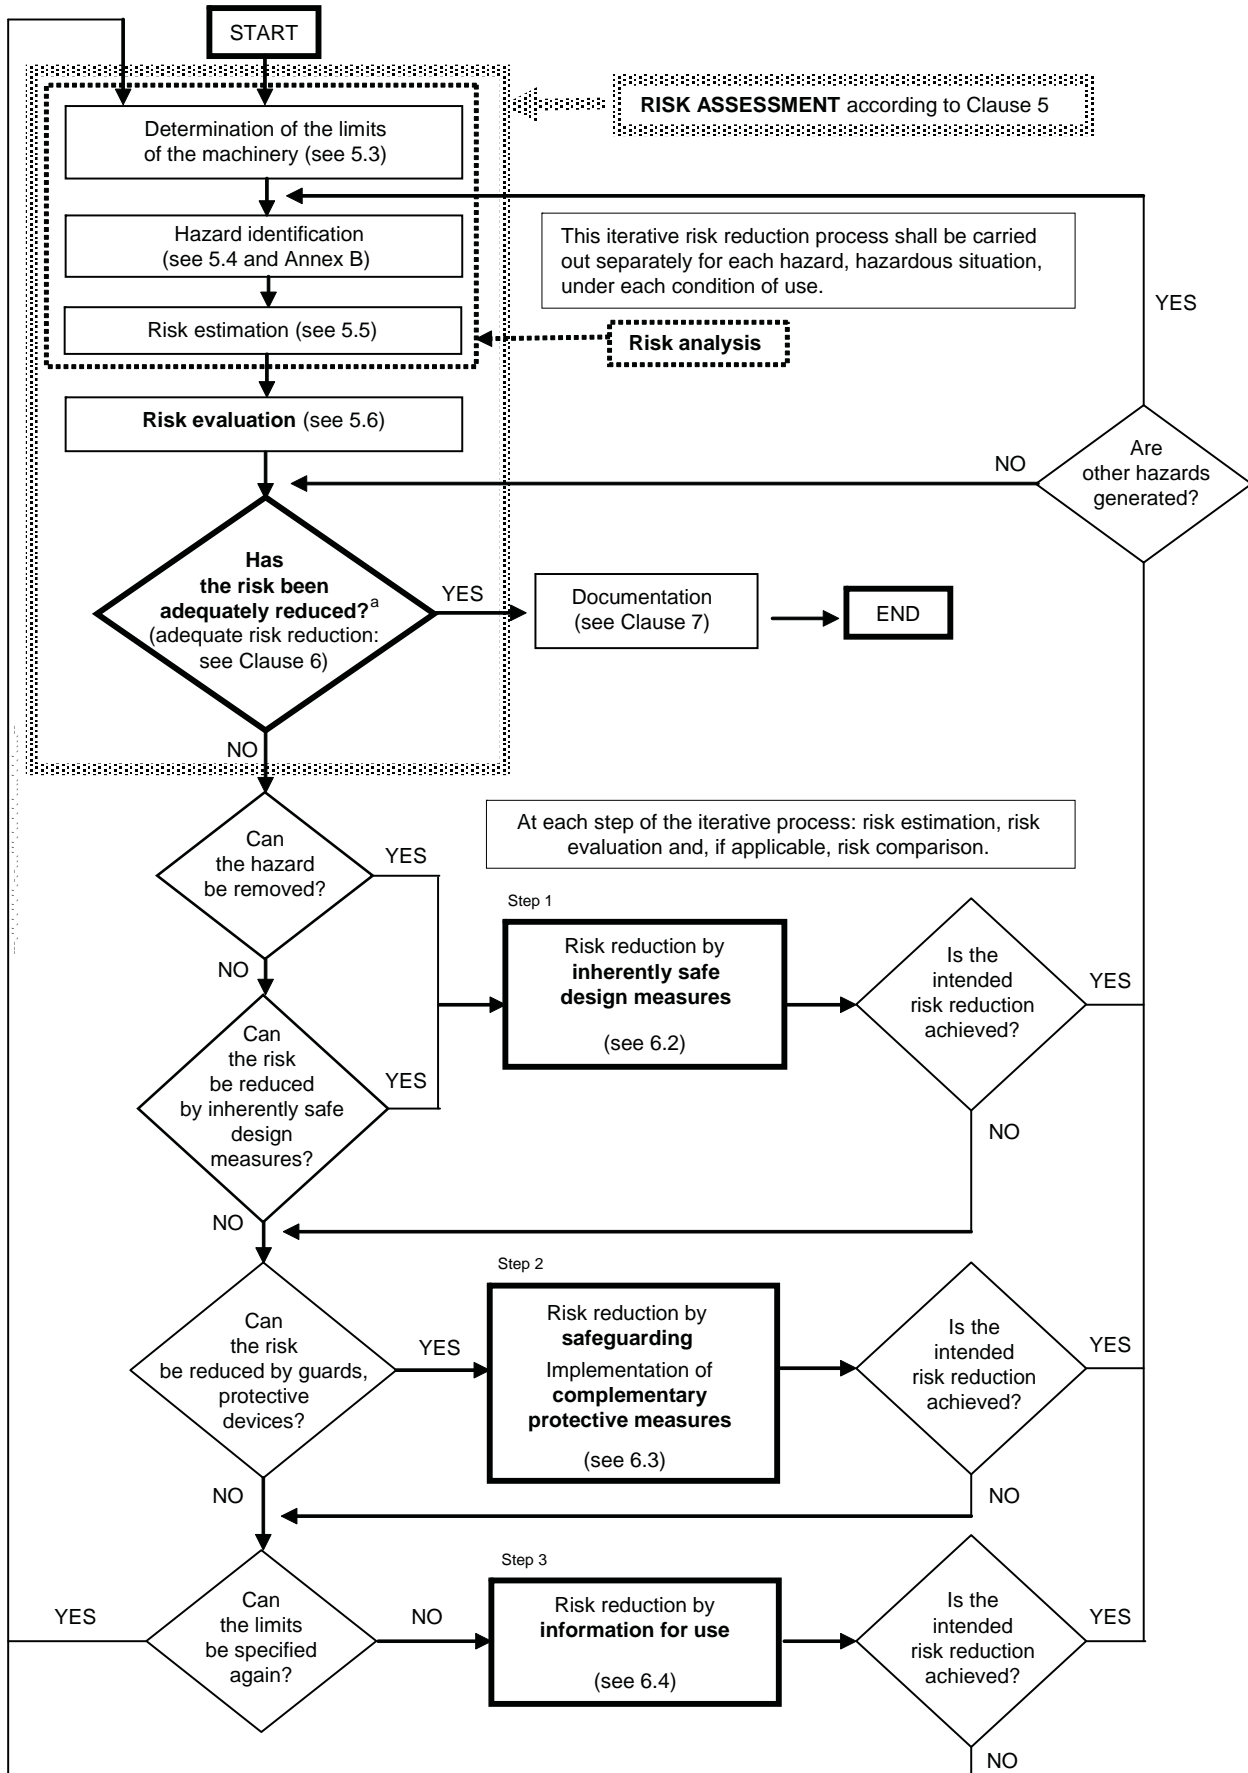 START
RISK ASSESSMENT according to Clause 5
Determination of the limits
of the machinery (see 5.3)
Hazard identification
(see 5.4 and Annex B)
This iterative risk reduction process shall be carried
out separately for each hazard, hazardous situation,
under each condition of use.
YES
Risk estimation (see 5.5)
Risk analysis
Risk evaluation (see 5.6)
NO
Are
other hazards
generated?
Has
the risk been
adequately reduced?a
(adequate risk reduction:
see Clause 6)
YES
Documentation
(see Clause 7)
END
NO
Can
the hazard
be removed?
YES
At each step of the iterative process: risk estimation, risk
evaluation and, if applicable, risk comparison.
Step 1
Risk reduction by
inherently safe
design measures
(see 6.2)
Is the
intended
risk reduction
achieved?
YES
NO
Can
the risk
be reduced
by inherently safe
design
measures?
YES
NO
NO
Step 2
Can
the risk
be reduced by guards,
protective
devices?
YES
Risk reduction by
safeguarding
Implementation of
complementary
protective measures
(see 6.3)
Is the
intended
risk reduction
achieved?
YES
NO
NO
Step 3
YES
Can
the limits
be specified
again?
NO
Risk reduction by
information for use
(see 6.4)
Is the
intended
risk reduction
achieved?
YES
NO